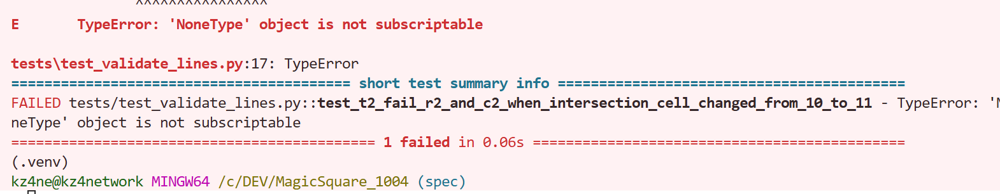 ^^^^^^^^^^^^^^^^
E       TypeError: 'NoneType' object is not subscriptable
tests\test_validate_lines.py:17: TypeError
========================================= short test summary info ==========================================
FAILED tests/test_validate_lines.py::test_t2_fail_r2_and_c2_when_intersection_cell_changed_from_10_to_11 - TypeError: 'N
neType' object is not subscriptable
============================================ 1 failed in 0.06s =============================================
(.venv)
kz4ne@kz4network MINGW64 /c/DEV/MagicSquare_1004 (spec)